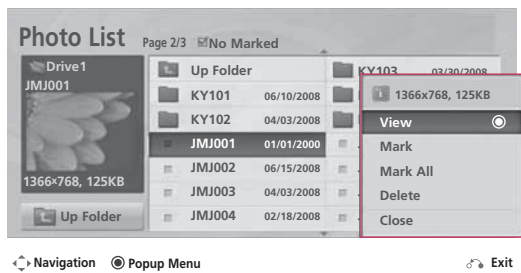 Photo List Page 2/3 No Marked
Drive1
JMJ001
1366×768, 125KB
Up Folder
Up Folder
KY101 06/10/2008
KY102 04/03/2008
JMJ001 01/01/2000
JMJ002 06/15/2008
JMJ003 04/03/2008
JMJ004 02/18/2008
KY103 03/30/2008
1366x768, 125KB
View
Mark
Mark All
Delete
Close
Navigation Popup Menu Exit